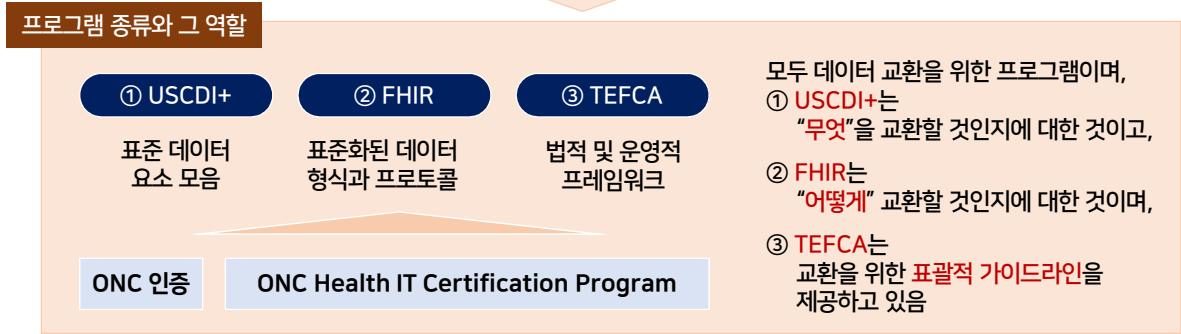 프로그램 종류와 그 역할
① USCDI+
② FHIR
③ TEFCA
표준 데이터
요소 모음
표준화된 데이터
형식과 프로토콜
법적 및 운영적
프레임워크
ONC 인증
ONC Health IT Certification Program
모두 데이터 교환을 위한 프로그램이며,
① USCDI+는
“무엇”을 교환할 것인지에 대한 것이고,
② FHIR는
“어떻게” 교환할 것인지에 대한 것이며,
③ TEFCA는
교환을 위한 표괄적 가이드라인을
제공하고 있음